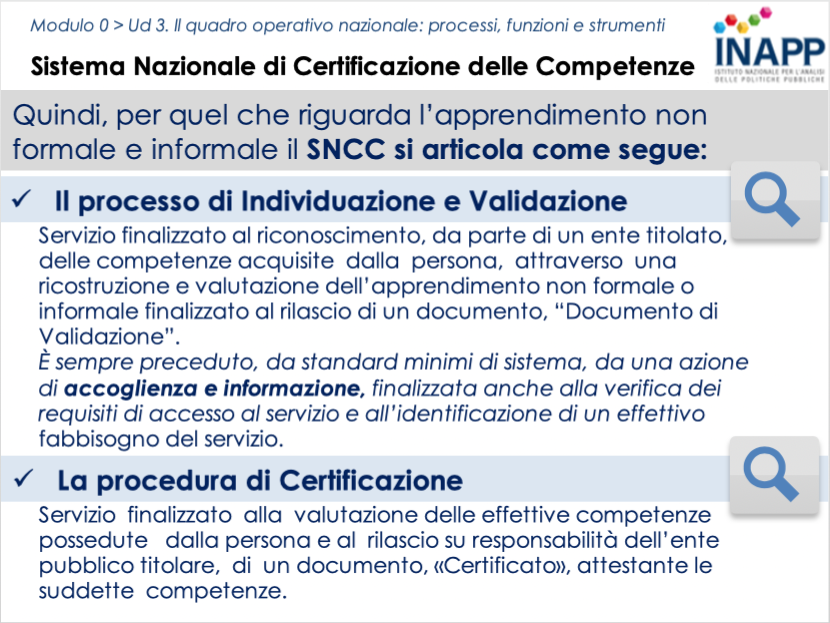 Modulo 0 > Ud 3. Il quadro operativo nazionale: processi, funzioni e strumenti
INAPP
ISTITUTO NAZIONALE PER L'ANALISI
DELLE POLITICHE PUBBLICHE
Sistema Nazionale di Certificazione delle Competenze
Quindi, per quel che riguarda l'apprendimento non
formale e informale il SNCC si articola come segue:
✓ Il processo di Individuazione e Validazione
Servizio finalizzato al riconoscimento, da parte di un ente titolato,
delle competenze acquisite dalla persona, attraverso una
ricostruzione e valutazione dell'apprendimento non formale o
informale finalizzato al rilascio di un documento, “Documento di
Validazione”.
È sempre preceduto, da standard minimi di sistema, da una azione
di accoglienza e informazione, finalizzata anche alla verifica dei
requisiti di accesso al servizio e all'identificazione di un effettivo
fabbisogno del servizio.
✓ La procedura di Certificazione
Servizio finalizzato alla valutazione delle effettive competenze
possedute dalla persona e al rilascio su responsabilità dell'ente
pubblico titolare, di un documento, «Certificato», attestante le
suddette competenze.